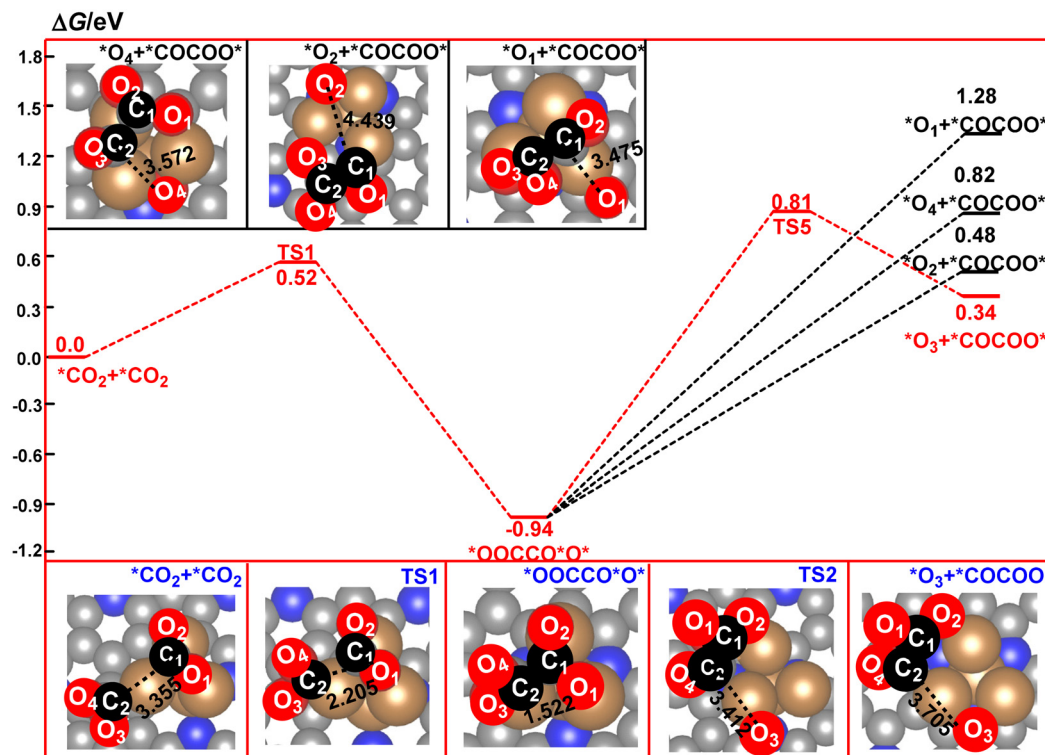 ΔG/eV
1.8
1.5
1.2
0.9
0.6
0.3
0.0
-0.3
-0.6
-0.9
-1.2
*O₄+*COCOO*
O₂
C₁
O₁
O₃
C₂
3.572
O₄
*O₂+*COCOO*
O₂
4.439
O₃
C₁
C₂
O₁
O₄
*O₁+*COCOO*
O₂
C₁
C₂
3.475
O₃
O₄
O₁
1.28
*O₁+*COCOO*
0.82
*O₄+*COCOO*
0.48
*O₂+*COCOO*
0.34
*O₃+*COCOO*
0.81
TS5
TS1
0.52
0.0
*CO₂+*CO₂
-0.94
*OOCCO*O*
*CO₂+*CO₂
O₂
C₁
O₁
O₄
C₂
3.355
O₃
TS1
O₂
O₄
C₁
C₂
O₁
2.205
O₃
*OOCCO*O*
O₂
O₄
C₁
C₂
O₁
O₃
1.522
TS2
O₁
O₂
C₁
C₂
O₄
3.412
O₃
*O₃+*COCOO*
O₁
O₂
C₁
C₂
O₄
3.705
O₃